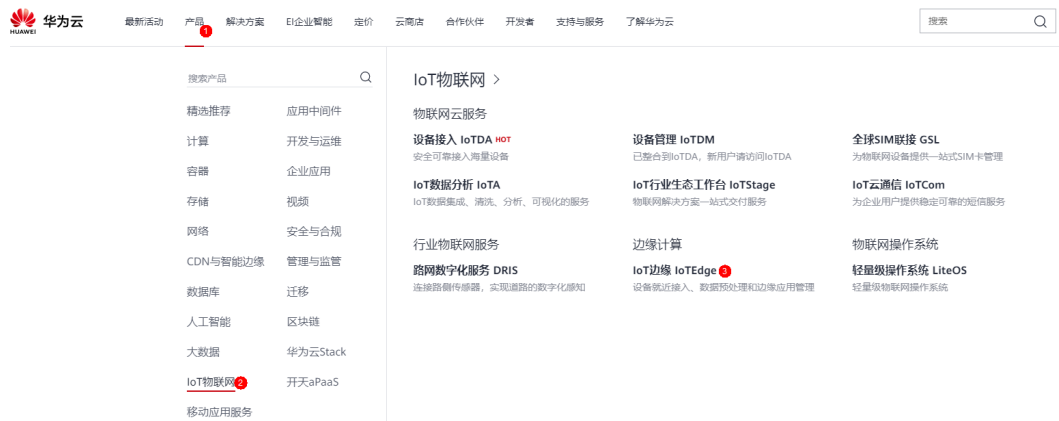 HUAWEI 华为云 最新活动 产品 1 解决方案 EI企业智能 定价 云商店 合作伙伴 开发者 支持与服务 了解华为云 搜索
搜索产品
精选推荐 应用中间件
计算 开发与运维
容器 企业应用
存储 视频
网络 安全与合规
CDN与智能边缘 管理与监管
数据库 迁移
人工智能 区块链
大数据 华为云Stack
IoT物联网 2 开天aPaaS
移动应用服务
IoT物联网 >
物联网云服务
设备接入 IoTDA HOT
安全可靠接入海量设备
设备管理 IoTDM
已整合到IoTDA，新用户请访问IoTDA
全球SIM联接 GSL
为物联网设备提供一站式SIM卡管理
IoT数据分析 IoTA
IoT数据集成、清洗、分析、可视化的服务
IoT行业生态工作台 IoTStage
物联网解决方案一站式交付服务
IoT云通信 IoTCom
为企业用户提供稳定可靠的短信服务
行业物联网服务
路网数字化服务 DRIS
连接路侧传感器，实现道路的数字化感知
边缘计算
IoT边缘 IoTEdge 3
设备就近接入、数据预处理和边缘应用管理
物联网操作系统
轻量级操作系统 LiteOS
轻量级物联网操作系统